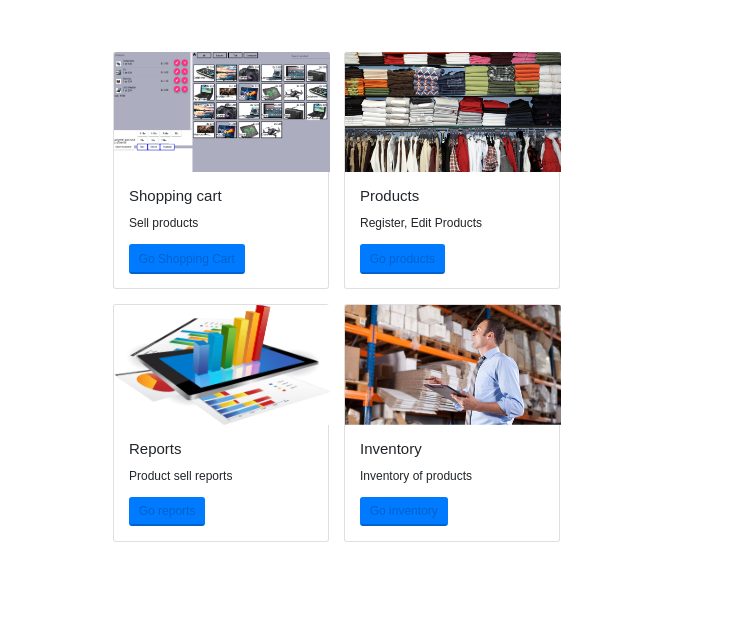 Shopping cart
Sell products
Go Shopping Cart
Products
Register, Edit Products
Go products
Reports
Product sell reports
Go reports
Inventory
Inventory of products
Go inventory